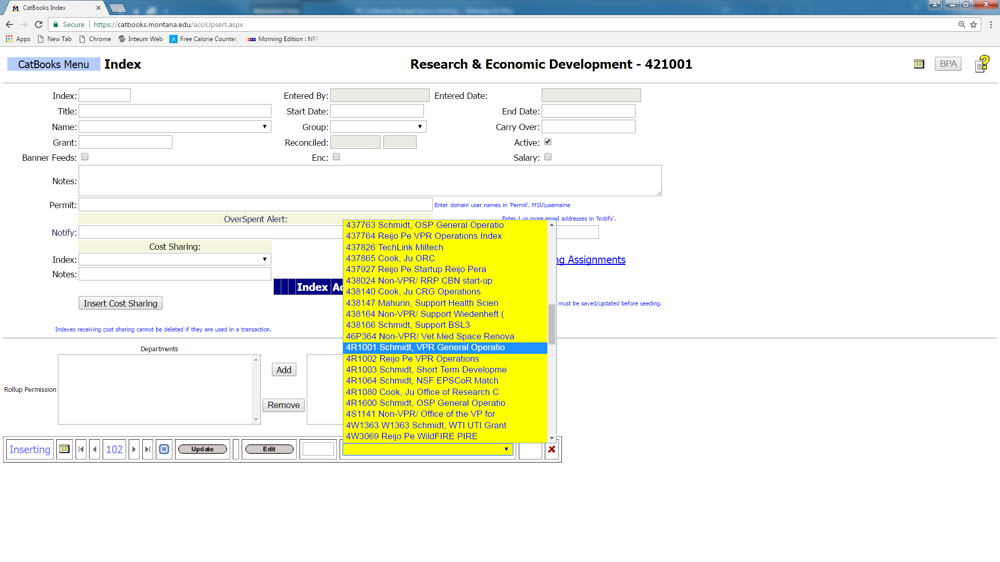 CatBooks Index
Secure https://catbooks.montana.edu/acciUpsert.aspx
Apps New Tab Chrome Inteum Web Free Calorie Counter, Morning Edition : NPR
CatBooks Menu Index Research & Economic Development - 421001 BPA
Index: Entered By: Entered Date:
Title: Start Date: End Date:
Name: Group: Carry Over:
Grant: Reconciled: Active:
Banner Feeds: Enc: Salary:
Notes:
Permit: Enter domain user names in 'Permit'. MSU\username
OverSpent Alert: Enter 1 or more email addresses in 'Notify'.
Notify:
Cost Sharing:
Index: Assignments
Notes:
Index
Insert Cost Sharing must be saved/updated before seeding.
Indexes receiving cost sharing cannot be deleted if they are used in a transaction.
437763 Schmidt, OSP General Operatio
437764 Reijo Pe VPR Operations Index
437826 TechLink Miltech
437865 Cook, Ju ORC
437927 Reijo Pe Startup Reijo Pera
438024 Non-VPR/ RRP CBN start-up
438140 Cook, Ju CRG Operations
438147 Mahurin, Support Health Scien
438164 Non-VPR/ Support Wiedenheft (
438166 Schmidt, Support BSL3
46P364 Non-VPR/ Vet Med Space Renova
4R1001 Schmidt, VPR General Operatio
4R1002 Reijo Pe VPR Operations
4R1003 Schmidt, Short Term Developme
4R1064 Schmidt, NSF EPSCoR Match
4R1080 Cook, Ju Office of Research C
4R1600 Schmidt, OSP General Operatio
4S1141 Non-VPR/ Office of the VP for
4W1363 W1363 Schmidt, WTI UTI Grant
4W3069 Reijo Pe WildFIRE PIRE
Departments
Rollup Permission
Add
Remove
Inserting 102 Update Edit